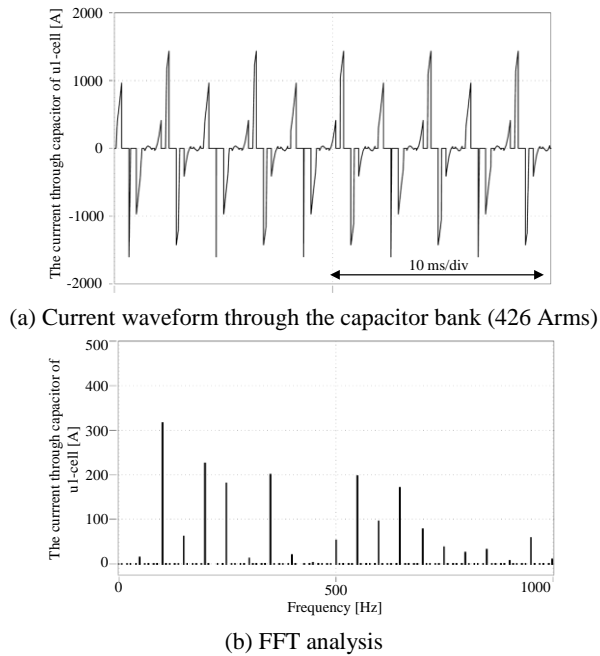 2000
1000
0
-1000
-2000
The currrent through capacitor of u1-cell [A]
10 ms/div
(a) Current waveform through the capacitor bank (426 Arms)
500
400
300
200
100
0
The currrent through capacitor of
u1-cell [A]
0
500
1000
Frequency [Hz]
(b) FFT analysis